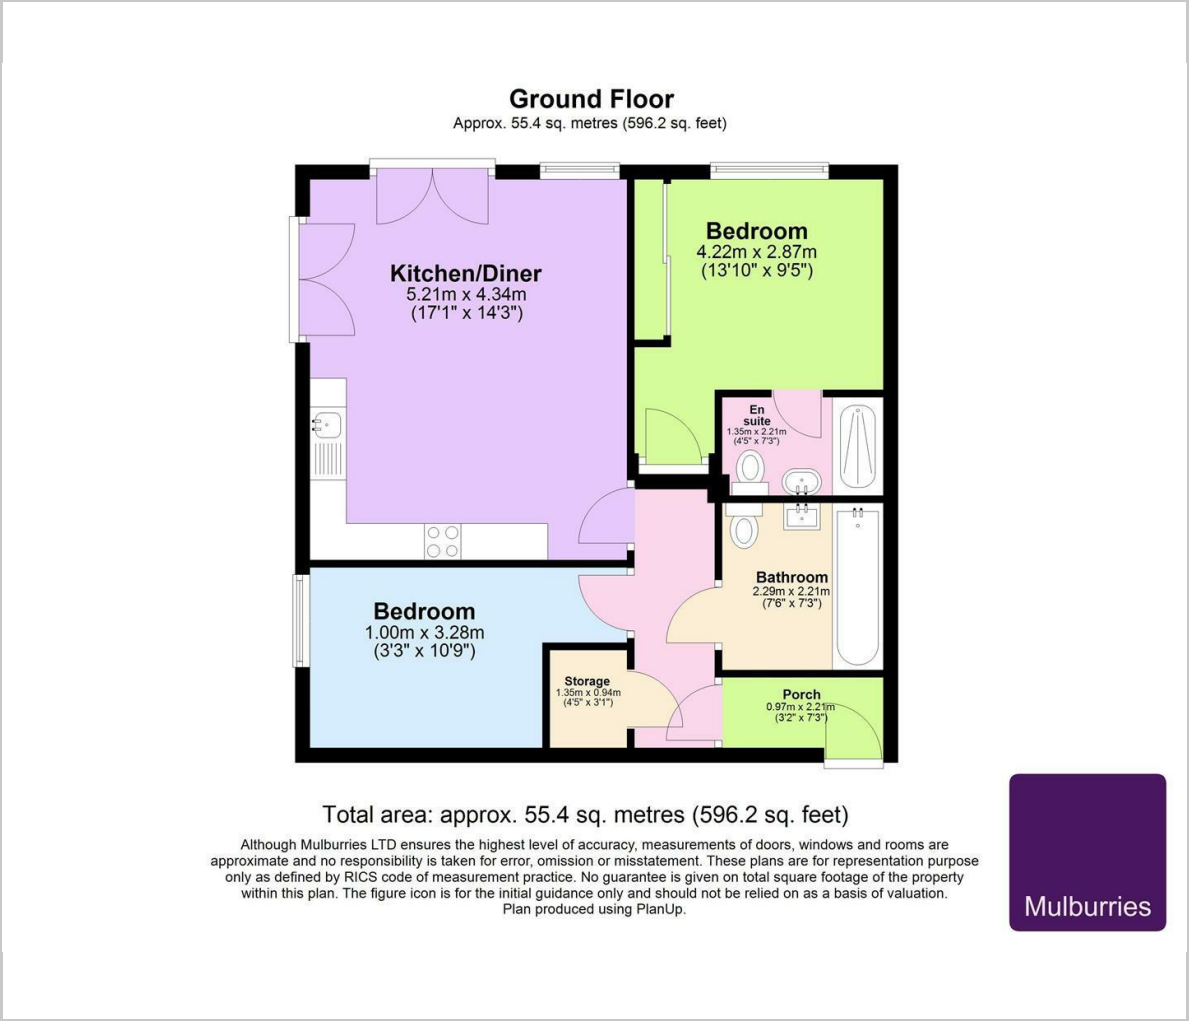 Ground Floor
Approx. 55.4 sq. metres (596.2 sq. feet)
Bedroom
4.22m x 2.87m
(13'10" x 9'5")
Kitchen/Diner
5.21m x 4.34m
(17'1" x 14'3")
En
suite
1.35m x 2.21m
(4'5" x 7'3")
Bathroom
2.29m x 2.21m
(7'6" x 7'3")
Bedroom
1.00m x 3.28m
(3'3" x 10'9")
Storage
1.35m x 0.94m
(4'5" x 3'1")
Porch
0.97m x 2.21m
(3'2" x 7'3")
Total area: approx. 55.4 sq. metres (596.2 sq. feet)
Although Mulburries LTD ensures the highest level of accuracy, measurements of doors, windows and rooms are
approximate and no responsibility is taken for error, omission or misstatement. These plans are for representation purpose
only as defined by RICS code of measurement practice. No guarantee is given on total square footage of the property
within this plan. The figure icon is for the initial guidance only and should not be relied on as a basis of valuation.
Plan produced using PlanUp.
Mulburries